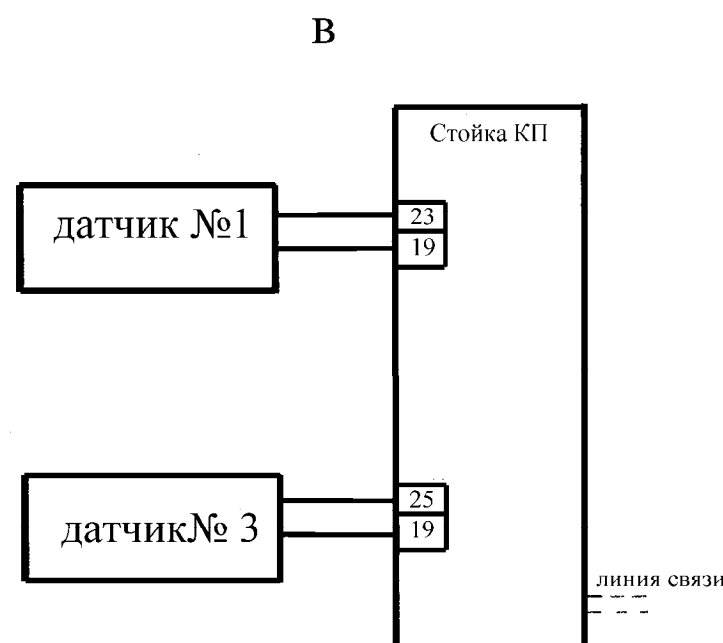 В
Стойка КП
датчик №1
23
19
датчик№ 3
25
19
линия связи